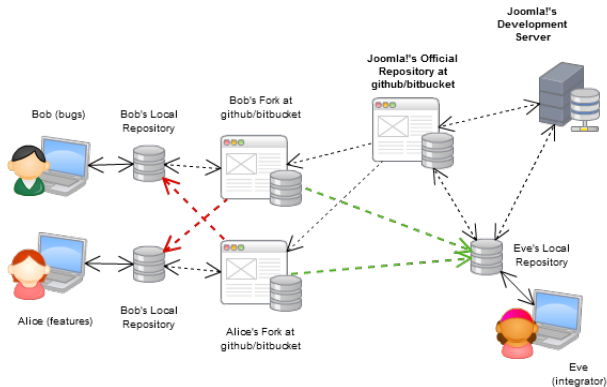 Joomla!'s
Development
Server
Joomla!'s Official
Repository at
github/bitbucket
Bob's Fork at
github/bitbucket
Bob (bugs)
Bob's Local
Repository
Eve's Local
Repository
Alice (features)
Bob's Local
Repository
Alice's Fork at
github/bitbucket
Eve
(integrator)